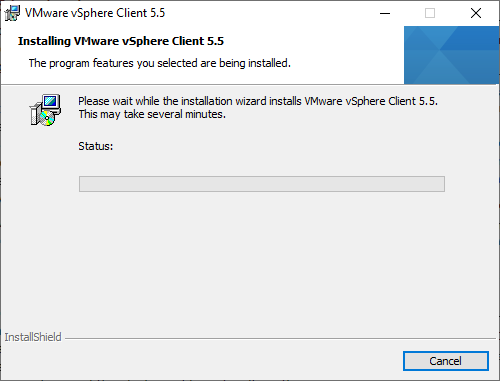 VMware vSphere Client 5.5
Installing VMware vSphere Client 5.5
The program features you selected are being installed.
Please wait while the installation wizard installs VMware vSphere Client 5.5.
This may take several minutes.
Status:
InstallShield
Cancel